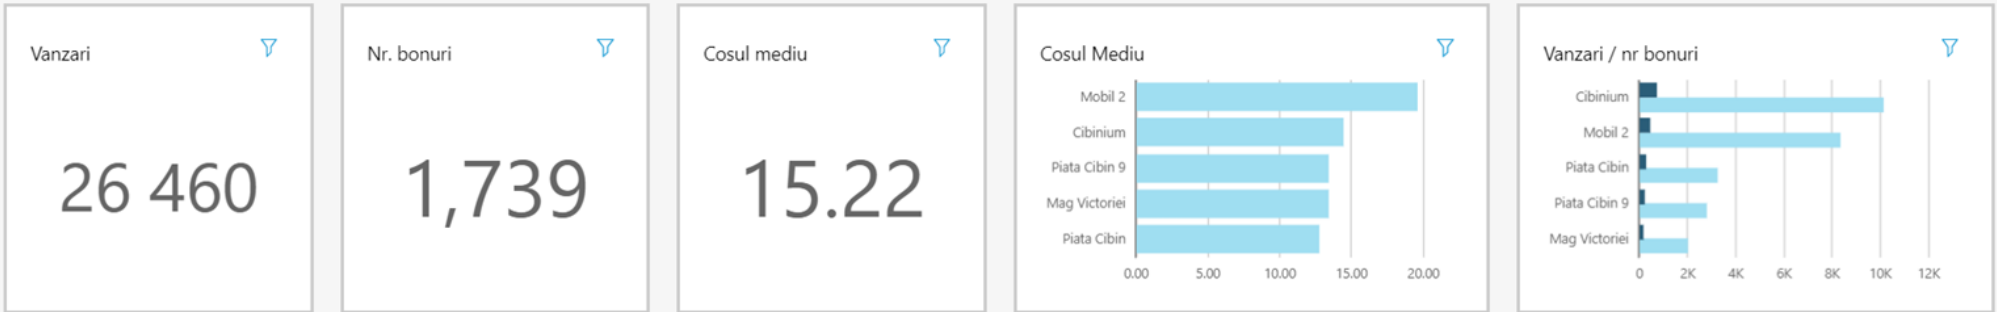 Vanzari
26 460
Nr. bonuri
1,739
Cosul mediu
15.22
Cosul Mediu
Mobil 2
Cibinium
Piata Cibin 9
Mag Victoriei
Piata Cibin
0.00 5.00 10.00 15.00 20.00
Vanzari / nr bonuri
Cibinium
Mobil 2
Piata Cibin
Piata Cibin 9
Mag Victoriei
0 2K 4K 6K 8K 10K 12K